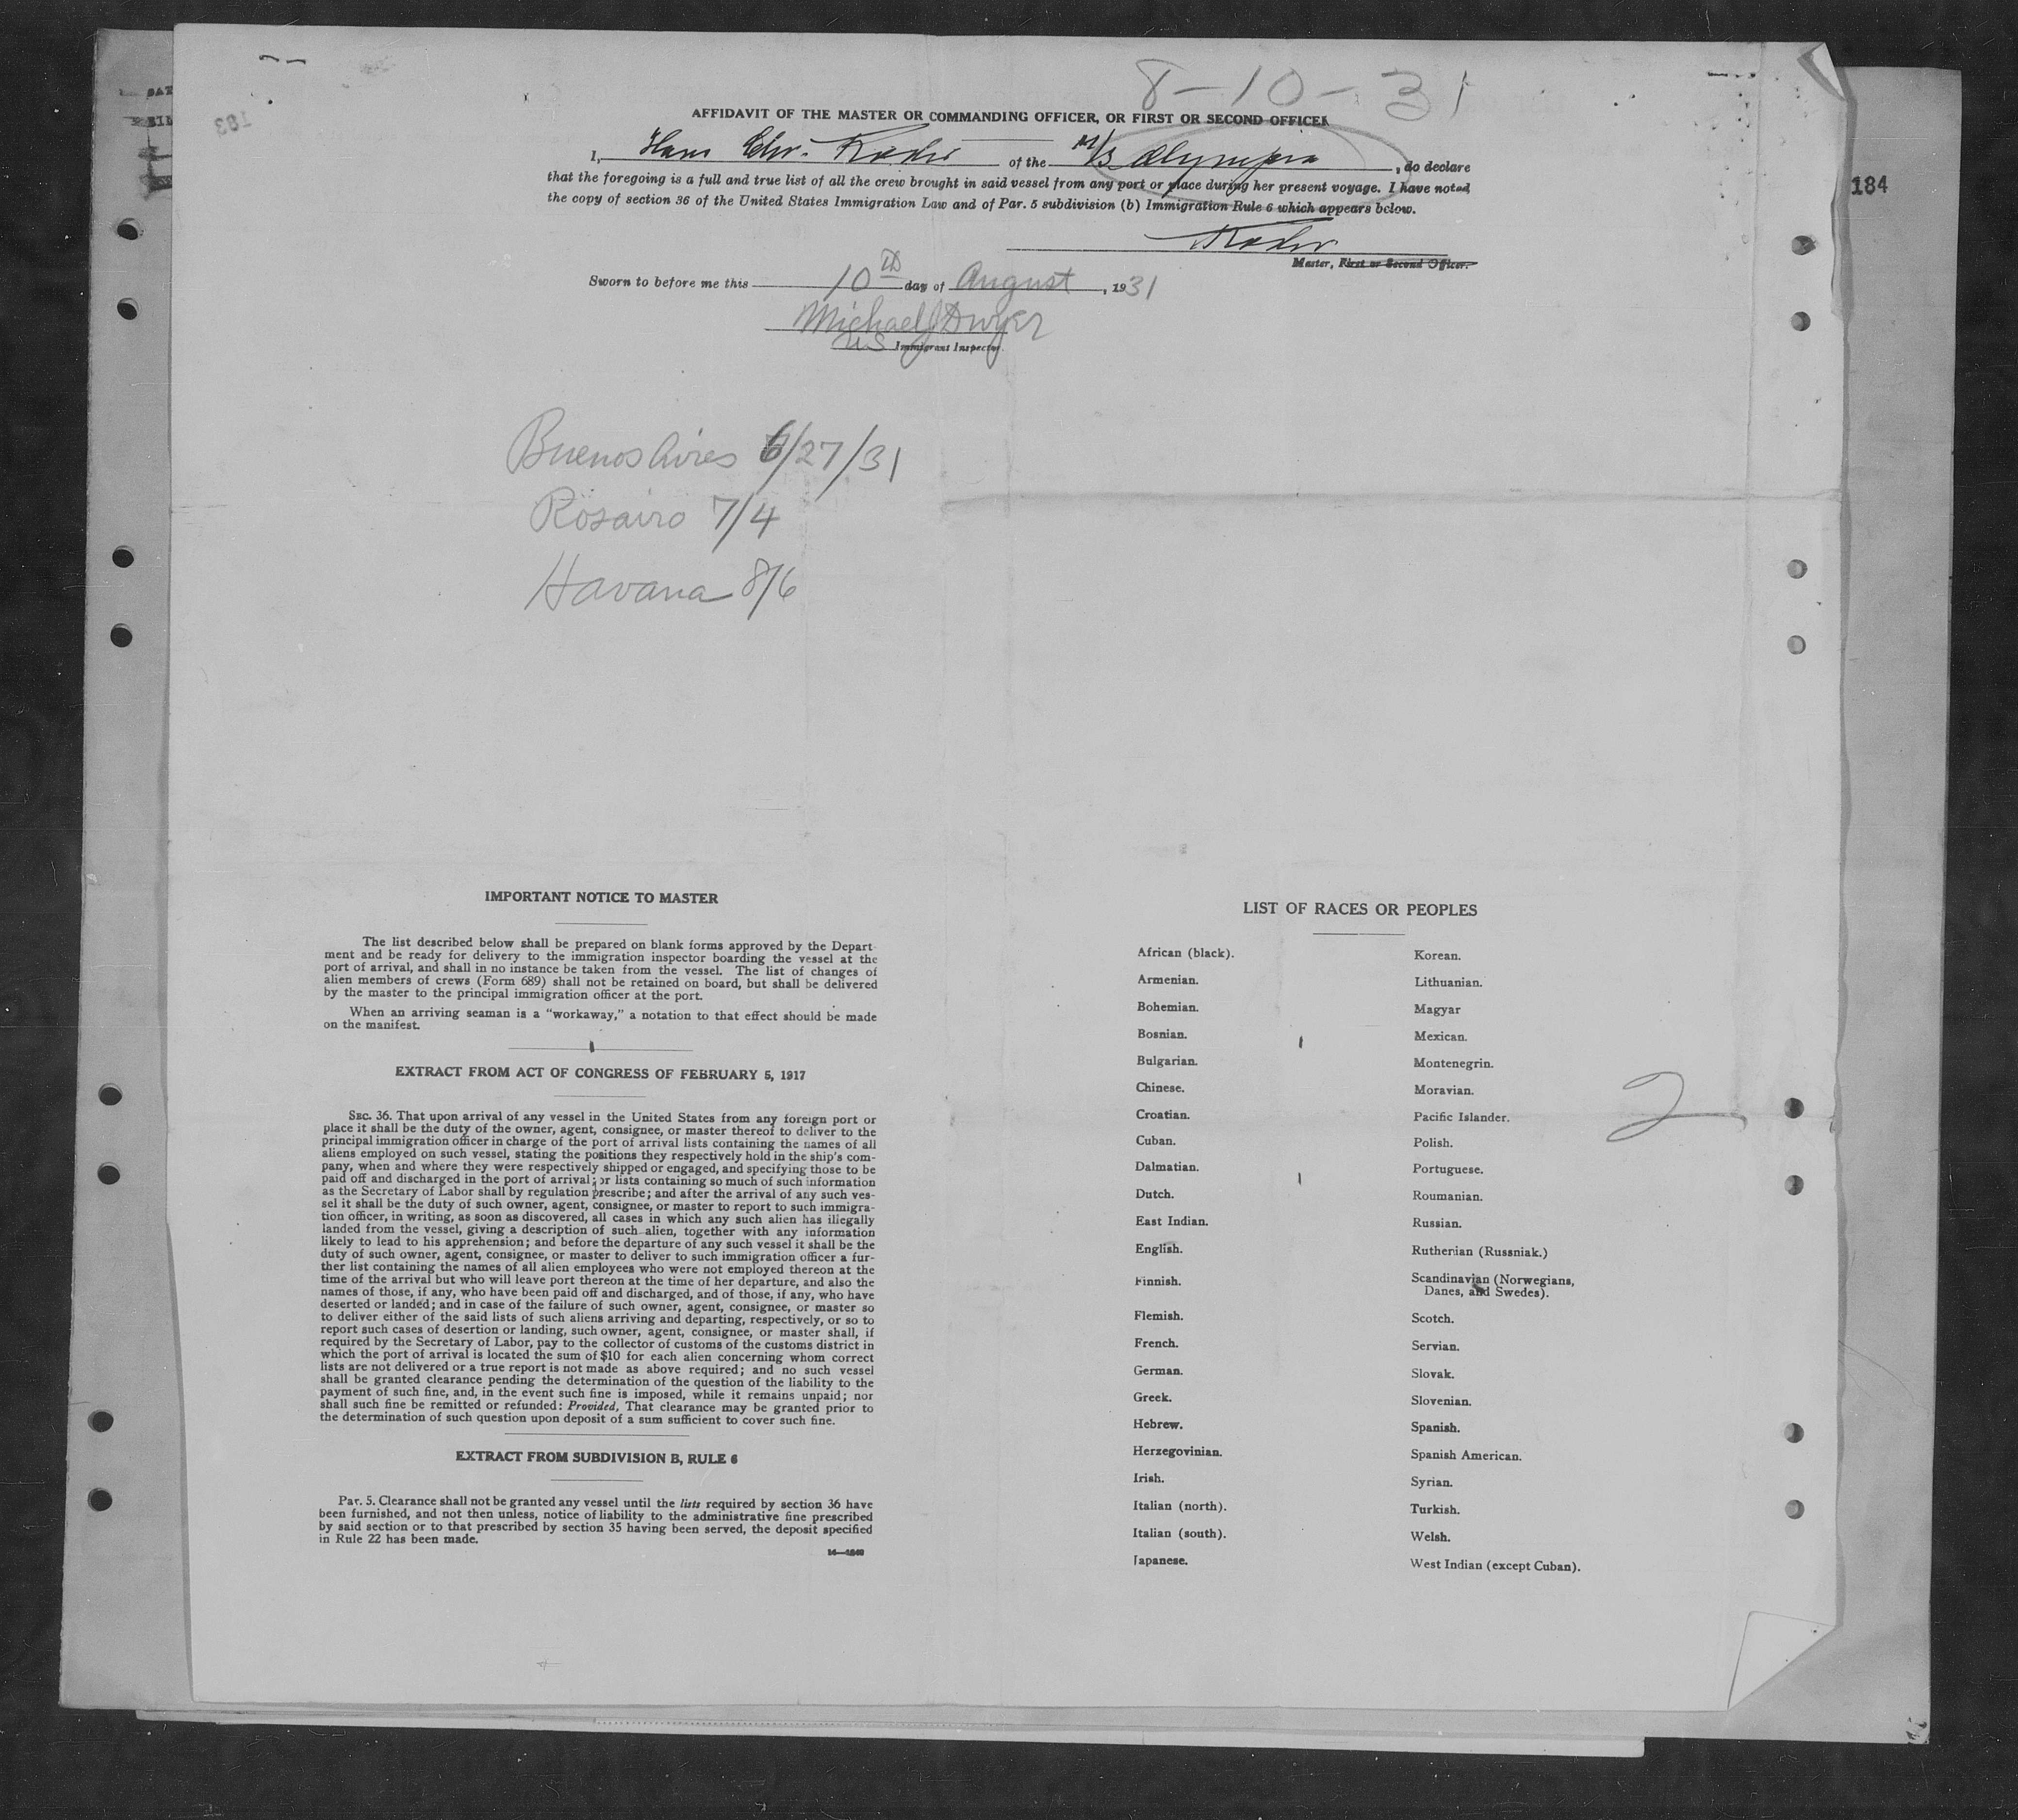 8-10-31
AFFIDAVIT OF THE MASTER OR COMMANDING OFFICER, OR FIRST OR SECOND OFFICER
I, Hans Chr. of the M/S Olympia, do declare
that the foregoing is a full and true list of all the crew brought in said vessel from any port or place during her present voyage. I have noted
the copy of section 36 of the United States Immigration Law and of Par. 5 subdivision (b) Immigration Rule 6 which appears below.
Master, First or Second Officer.
Sworn to before me this 10th day of August, 1931
Michael J Dwyer
US Immigrant Inspector.
184
183
Buenos Aires 6/27/31
Rosairo 7/4
Havana 8/6
IMPORTANT NOTICE TO MASTER
The list described below shall be prepared on blank forms approved by the Depart-
ment and be ready for delivery to the immigration inspector boarding the vessel at the
port of arrival, and shall in no instance be taken from the vessel. The list of changes of
alien members of crews (Form 689) shall not be retained on board, but shall be delivered
by the master to the principal immigration officer at the port.
When an arriving seaman is a "workaway," a notation to that effect should be made
on the manifest.
EXTRACT FROM ACT OF CONGRESS OF FEBRUARY 5, 1917
SEC. 36. That upon arrival of any vessel in the United States from any foreign port or
place it shall be the duty of the owner, agent, consignee, or master thereof to deliver to the
principal immigration officer in charge of the port of arrival lists containing the names of all
aliens employed on such vessel, stating the positions they respectively hold in the ship's com-
pany, when and where they were respectively shipped or engaged, and specifying those to be
paid off and discharged in the port of arrival; or lists containing so much of such information
as the Secretary of Labor shall by regulation prescribe; and after the arrival of any such ves-
sel it shall be the duty of such owner, agent, consignee, or master to report to such immigra-
tion officer, in writing, as soon as discovered, all cases in which any such alien has illegally
landed from the vessel, giving a description of such alien, together with any information
likely to lead to his apprehension; and before the departure of any such vessel it shall be the
duty of such owner, agent, consignee, or master to deliver to such immigration officer a fur-
ther list containing the names of all alien employees who were not employed thereon at the
time of the arrival but who will leave port thereon at the time of her departure, and also the
names of those, if any, who have been paid off and discharged, and of those, if any, who have
deserted or landed; and in case of the failure of such owner, agent, consignee, or master so
to deliver either of the said lists of such aliens arriving and departing, respectively, or so to
report such cases of desertion or landing, such owner, agent, consignee, or master shall, if
required by the Secretary of Labor, pay to the collector of customs of the customs district in
which the port of arrival is located the sum of $10 for each alien concerning whom correct
lists are not delivered or a true report is not made as above required; and no such vessel
shall be granted clearance pending the determination of the question of the liability to the
payment of such fine, and, in the event such fine is imposed, while it remains unpaid; nor
shall such fine be remitted or refunded: Provided, That clearance may be granted prior to
the determination of such question upon deposit of a sum sufficient to cover such fine.
EXTRACT FROM SUBDIVISION B, RULE 6
Par. 5. Clearance shall not be granted any vessel until the lists required by section 36 have
been furnished, and not then unless, notice of liability to the administrative fine prescribed
by said section or to that prescribed by section 35 having been served, the deposit specified
in Rule 22 has been made.
LIST OF RACES OR PEOPLES
African (black).
Armenian.
Bohemian.
Bosnian.
Bulgarian.
Chinese.
Croatian.
Cuban.
Dalmatian.
Dutch.
East Indian.
English.
Finnish.
Flemish.
French.
German.
Greek.
Hebrew.
Herzegovinian.
Irish.
Italian (north).
Italian (south).
Japanese.
Korean.
Lithuanian.
Magyar
Mexican.
Montenegrin.
Moravian.
Pacific Islander.
Polish.
Portuguese.
Roumanian.
Russian.
Ruthenian (Russniak.)
Scandinavian (Norwegians,
Danes, and Swedes).
Scotch.
Servian.
Slovak.
Slovenian.
Spanish.
Spanish American.
Syrian.
Turkish.
Welsh.
West Indian (except Cuban).
2